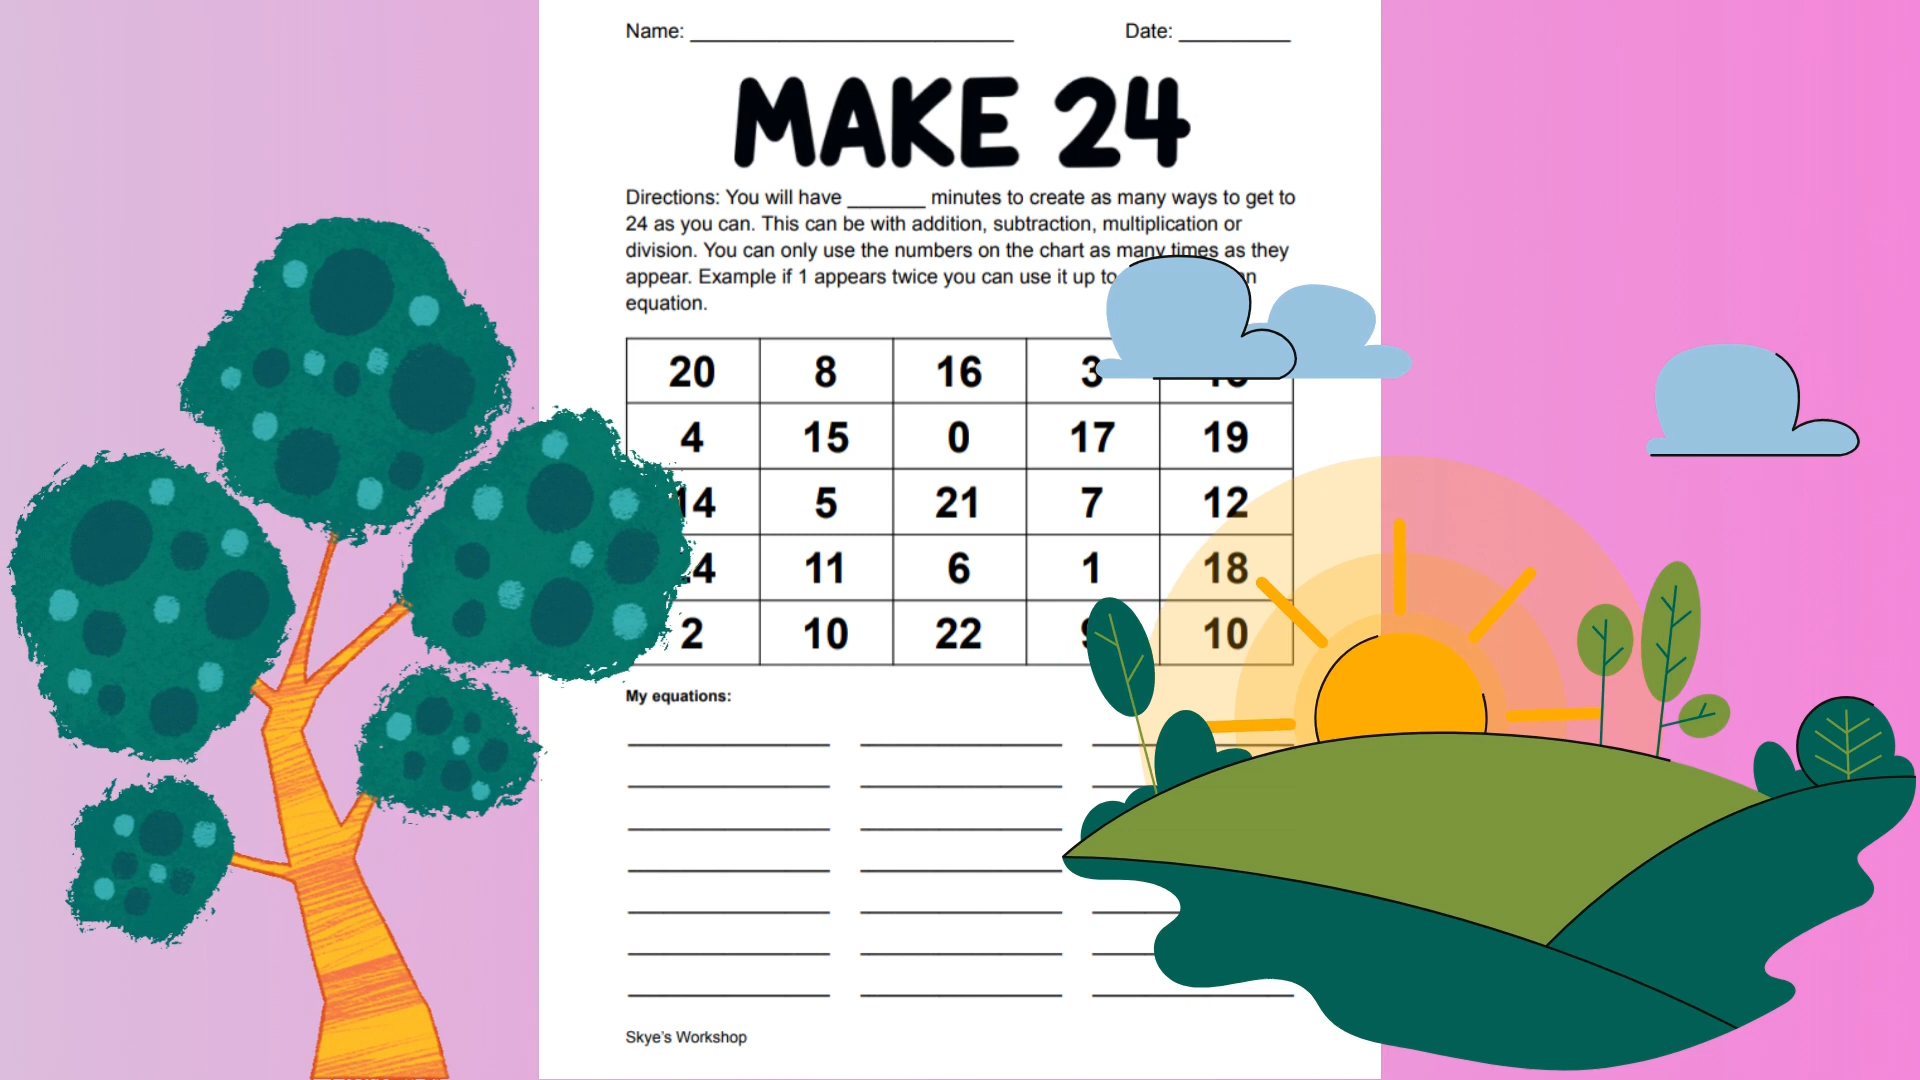 Name: ______________________________ Date: __________
MAKE 24
Directions: You will have _______ minutes to create as many ways to get to
24 as you can. This can be with addition, subtraction, multiplication or
division. You can only use the numbers on the chart as many times as they
appear. Example if 1 appears twice you can use it up to
equation.
20 8 16 3
4 15 0 17 19
14 5 21 7 12
11 6 1 18
2 10 22 10
My equations:
Skye's Workshop